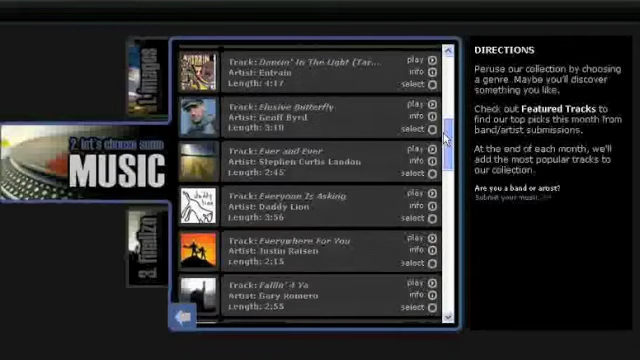 1. images
2. let's choose some
MUSIC
3. finalize
Track: Dancin' In The Light (Tar...
Artist: Entrain
Length: 4:17
play
info
select
Track: Elusive Butterfly
Artist: Geoff Byrd
Length: 3:10
play
info
select
Track: Ever and Ever
Artist: Stephen Curtis Landon
Length: 2:45
play
info
select
daddy
lion
Track: Everyone Is Asking
Artist: Daddy Lion
Length: 3:56
play
info
select
Track: Everywhere For You
Artist: Justin Raisen
Length: 2:15
play
info
select
Track: Fallin' 4 Ya
Artist: Gary Romero
Length: 2:55
play
info
select
DIRECTIONS
Peruse our collection by choosing
a genre. Maybe you'll discover
something you like.
Check out Featured Tracks to
find our top picks this month from
band/artist submissions.
At the end of each month, we'll
add the most popular tracks to
our collection.
Are you a band or artist?
Submit your music.